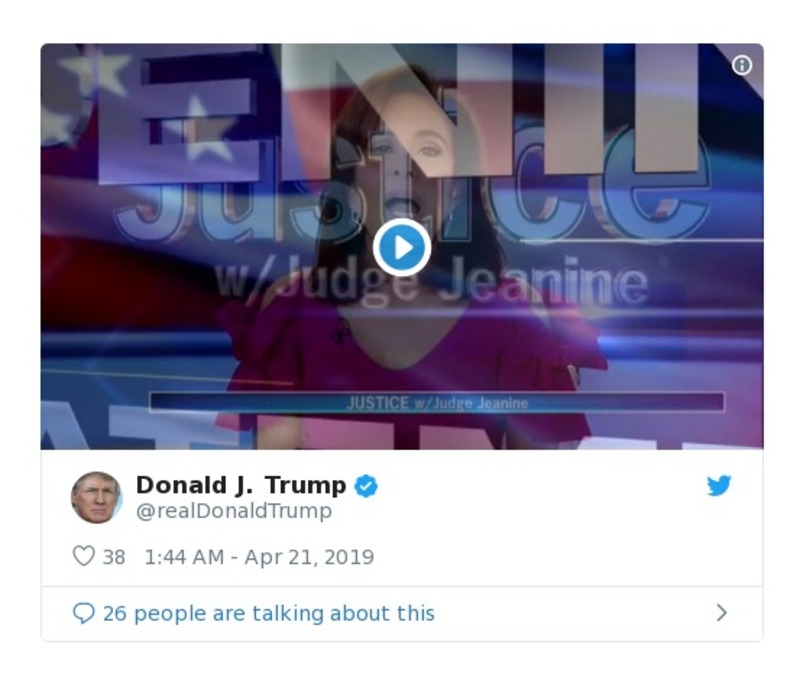 ENIN
Justice
w/Judge Jeanine
JUSTICE w/Judge Jeanine
Donald J. Trump
@realDonaldTrump
38 1:44 AM - Apr 21, 2019
26 people are talking about this